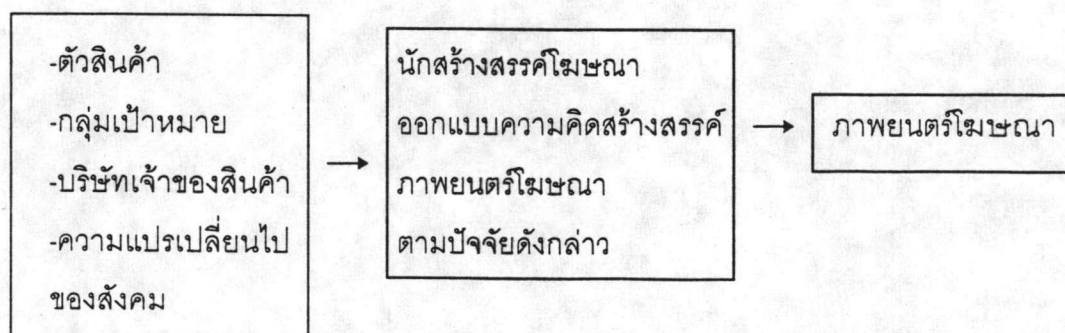 -ตัวสินค้า
-กลุ่มเป้าหมาย
-บริษัทเจ้าของสินค้า
-ความแปรเปลี่ยนไป
ของสังคม
นักสร้างสรรค์โฆษณา
ออกแบบความคิดสร้างสรรค์
ภาพยนตร์โฆษณา
ตามปัจจัยดังกล่าว
ภาพยนตร์โฆษณา